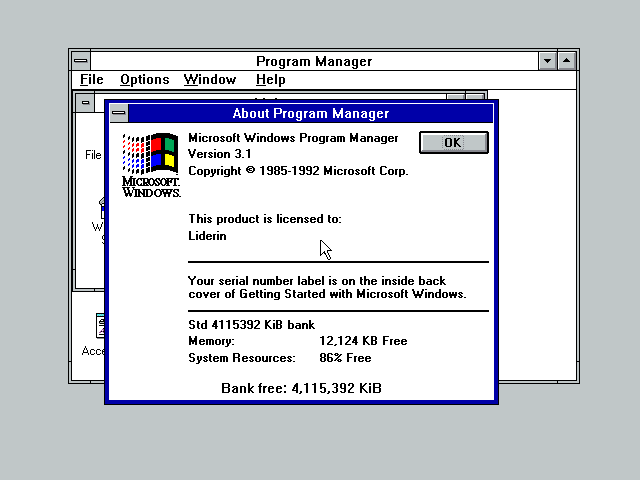 Program Manager
File Options Window Help
About Program Manager
Microsoft Windows Program Manager
OK
Version 3.1
Copyright © 1985-1992 Microsoft Corp.
MICROSOFT.
WINDOWS.
File
This product is licensed to:
Liderin
Your serial number label is on the inside back
cover of Getting Started with Microsoft Windows.
Std 4115392 KiB bank
Memory: 12,124 KB Free
System Resources: 86% Free
Bank free: 4,115,392 KiB